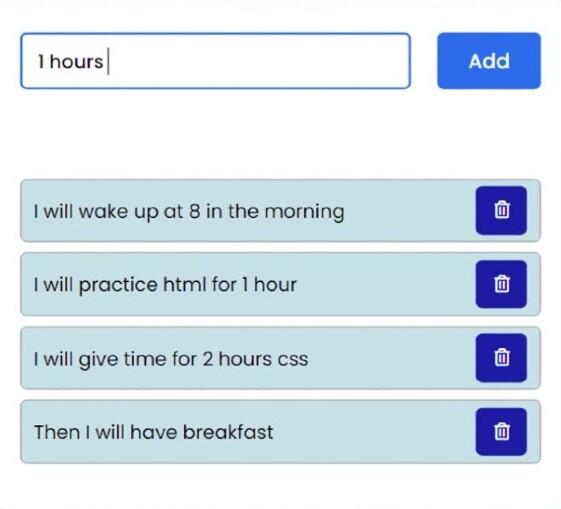 1 hours
Add
I will wake up at 8 in the morning
I will practice html for 1 hour
I will give time for 2 hours css
Then I will have breakfast